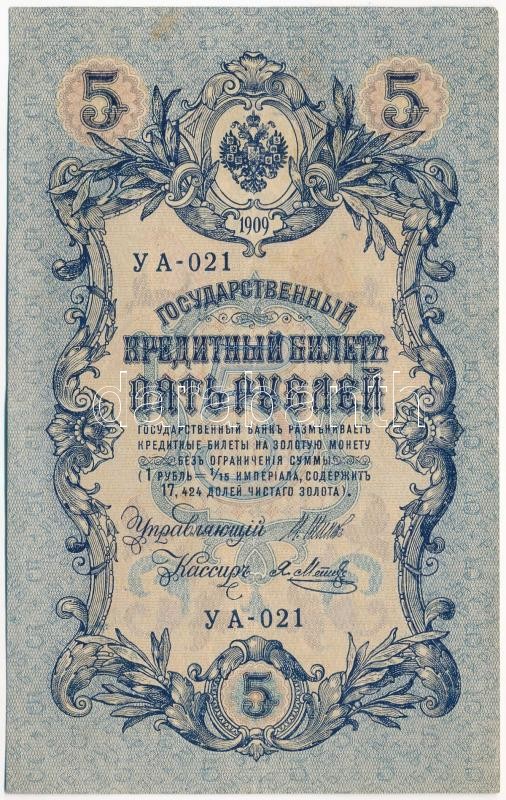 5 5
1909
УА-021
ГОСУДАРСТВЕННЫЙ
КРЕДИТНЫЙ БИЛЕТЪ
ПЯТЬ РУБЛЕЙ
darabanth
ГОСУДАРСТВЕННЫЙ БАНКЪ РАЗМѢНИВАЕТЪ
КРЕДИТНЫЕ БИЛЕТЫ НА ЗОЛОТУЮ МОНЕТУ
БЕЗЪ ОГРАНИЧЕНІЯ СУММЫ
(1 РУБЛЬ = 1/15 ИМПЕРІАЛА, СОДЕРЖИТЪ
17,424 ДОЛЕЙ ЧИСТАГО ЗОЛОТА).
Управляющій
Кассиръ
УА-021
5